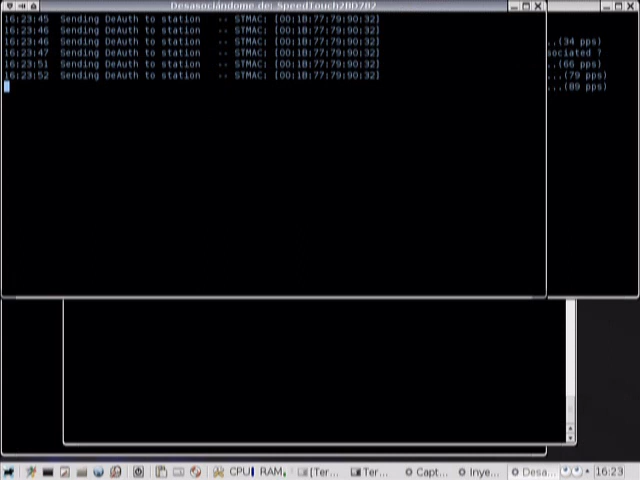 Desasociándome de: SpeedTouch2BD7B2
16:23:45 Sending DeAuth to station -- STMAC: [00:1B:77:79:90:32]
16:23:46 Sending DeAuth to station -- STMAC: [00:1B:77:79:90:32]
16:23:46 Sending DeAuth to station -- STMAC: [00:1B:77:79:90:32]
16:23:47 Sending DeAuth to station -- STMAC: [00:1B:77:79:90:32]
16:23:51 Sending DeAuth to station -- STMAC: [00:1B:77:79:90:32]
16:23:52 Sending DeAuth to station -- STMAC: [00:1B:77:79:90:32]
..(34 pps)
sociated ?
..(66 pps)
...(79 pps)
...(89 pps)
CPU RAM [Ter... Ter... Capt... Inye... Desa... 16:23